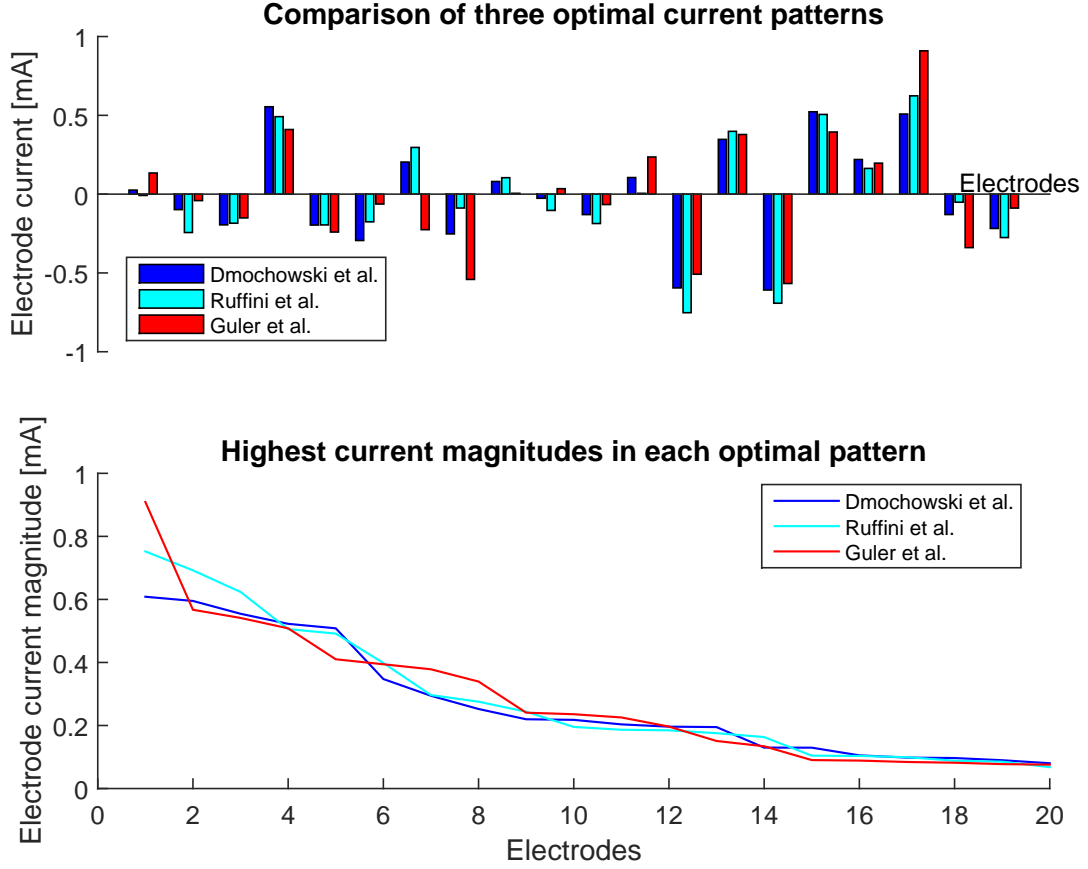 Comparison of three optimal current patterns
Electrode current [mA]
1
0.5
0
-0.5
-1
Electrodes
Dmochowski et al.
Ruffini et al.
Guler et al.
Highest current magnitudes in each optimal pattern
Electrode current magnitude [mA]
1
0.8
0.6
0.4
0.2
0
Dmochowski et al.
Ruffini et al.
Guler et al.
0 2 4 6 8 10 12 14 16 18 20
Electrodes